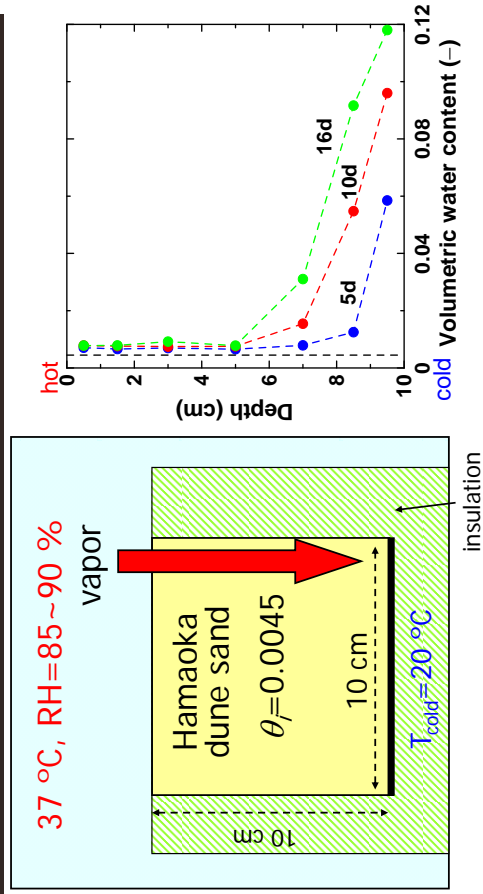 37 °C, RH=85~90 %
vapor
Hamaoka
dune sand
θi=0.0045
10 cm
10 cm
Tcold=20 °C
insulation
hot
cold
Depth (cm)
0
2
4
6
8
10
0
0.04
0.08
0.12
Volumetric water content (−)
5d
10d
16d